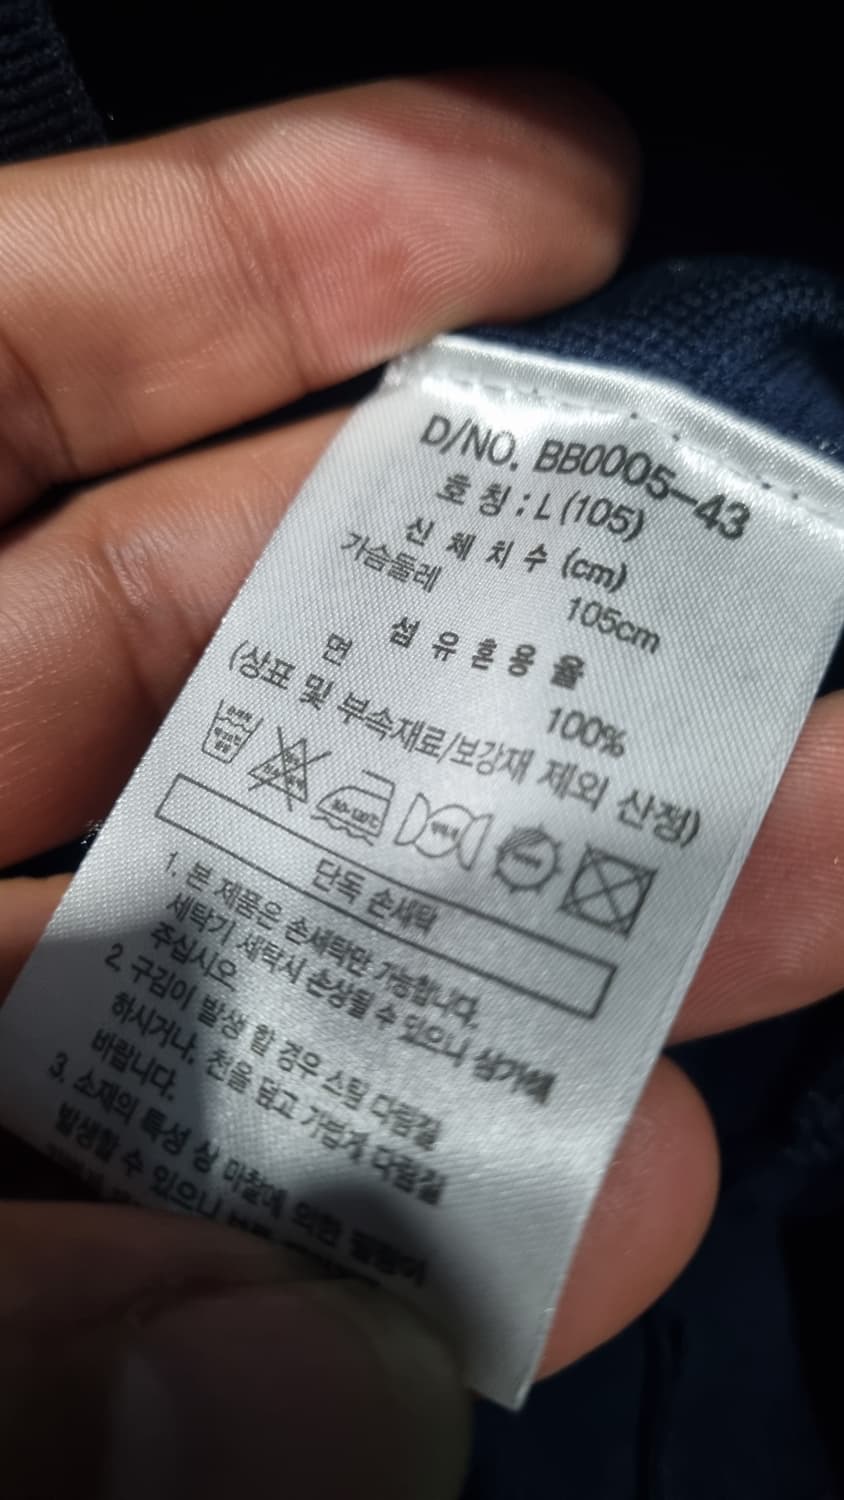 D/NO. BB0005-43
호 칭 : L (105)
신 체 치 수 (cm)
가슴둘레 105cm
섬 유 혼 용 율
면 100%
(상표 및 부속재료/보강재 제외 산정)
단독 손세탁
1. 본 제품은 손세탁만 가능합니다.
세탁기 세탁시 손상될 수 있으니 삼가해
주십시오
2. 구김이 발생 할 경우 스팀 다림질
하시거나, 천을 덮고 가볍게 다림질
바랍니다.
3. 소재의 특성 상 마찰에 의한 필링이
발생할 수 있으니